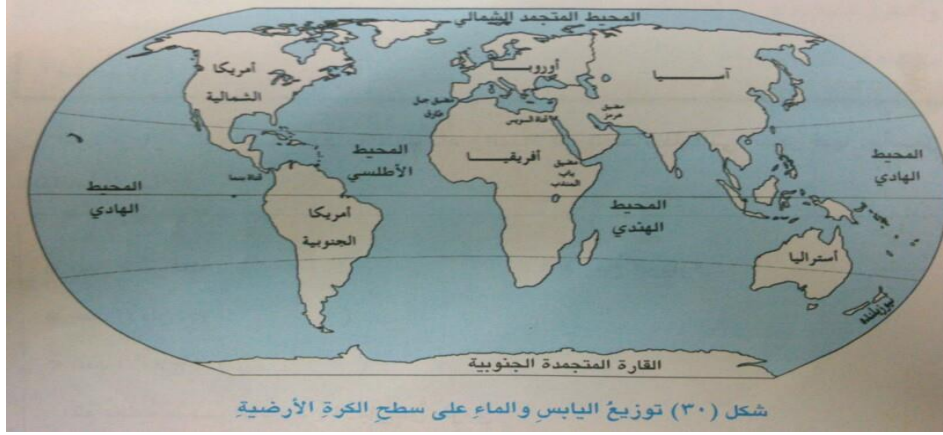 المحيط المتجمد الشمالي
أمريكا
الشمالية
أوروبا
آسيا
مضيق جبل
طارق
قناة السويس
مضيق
هرمز
المحيط
الأطلسي
أفريقيا
مضيق
باب
المندب
المحيط
الهادي
المحيط
الهادي
قناة بنما
أمريكا
الجنوبية
المحيط
الهندي
أستراليا
نيوزيلنده
القارة المتجمدة الجنوبية
شكل (٣٠) توزيعُ اليابسِ والماءِ على سطحِ الكرةِ الأرضيةِ